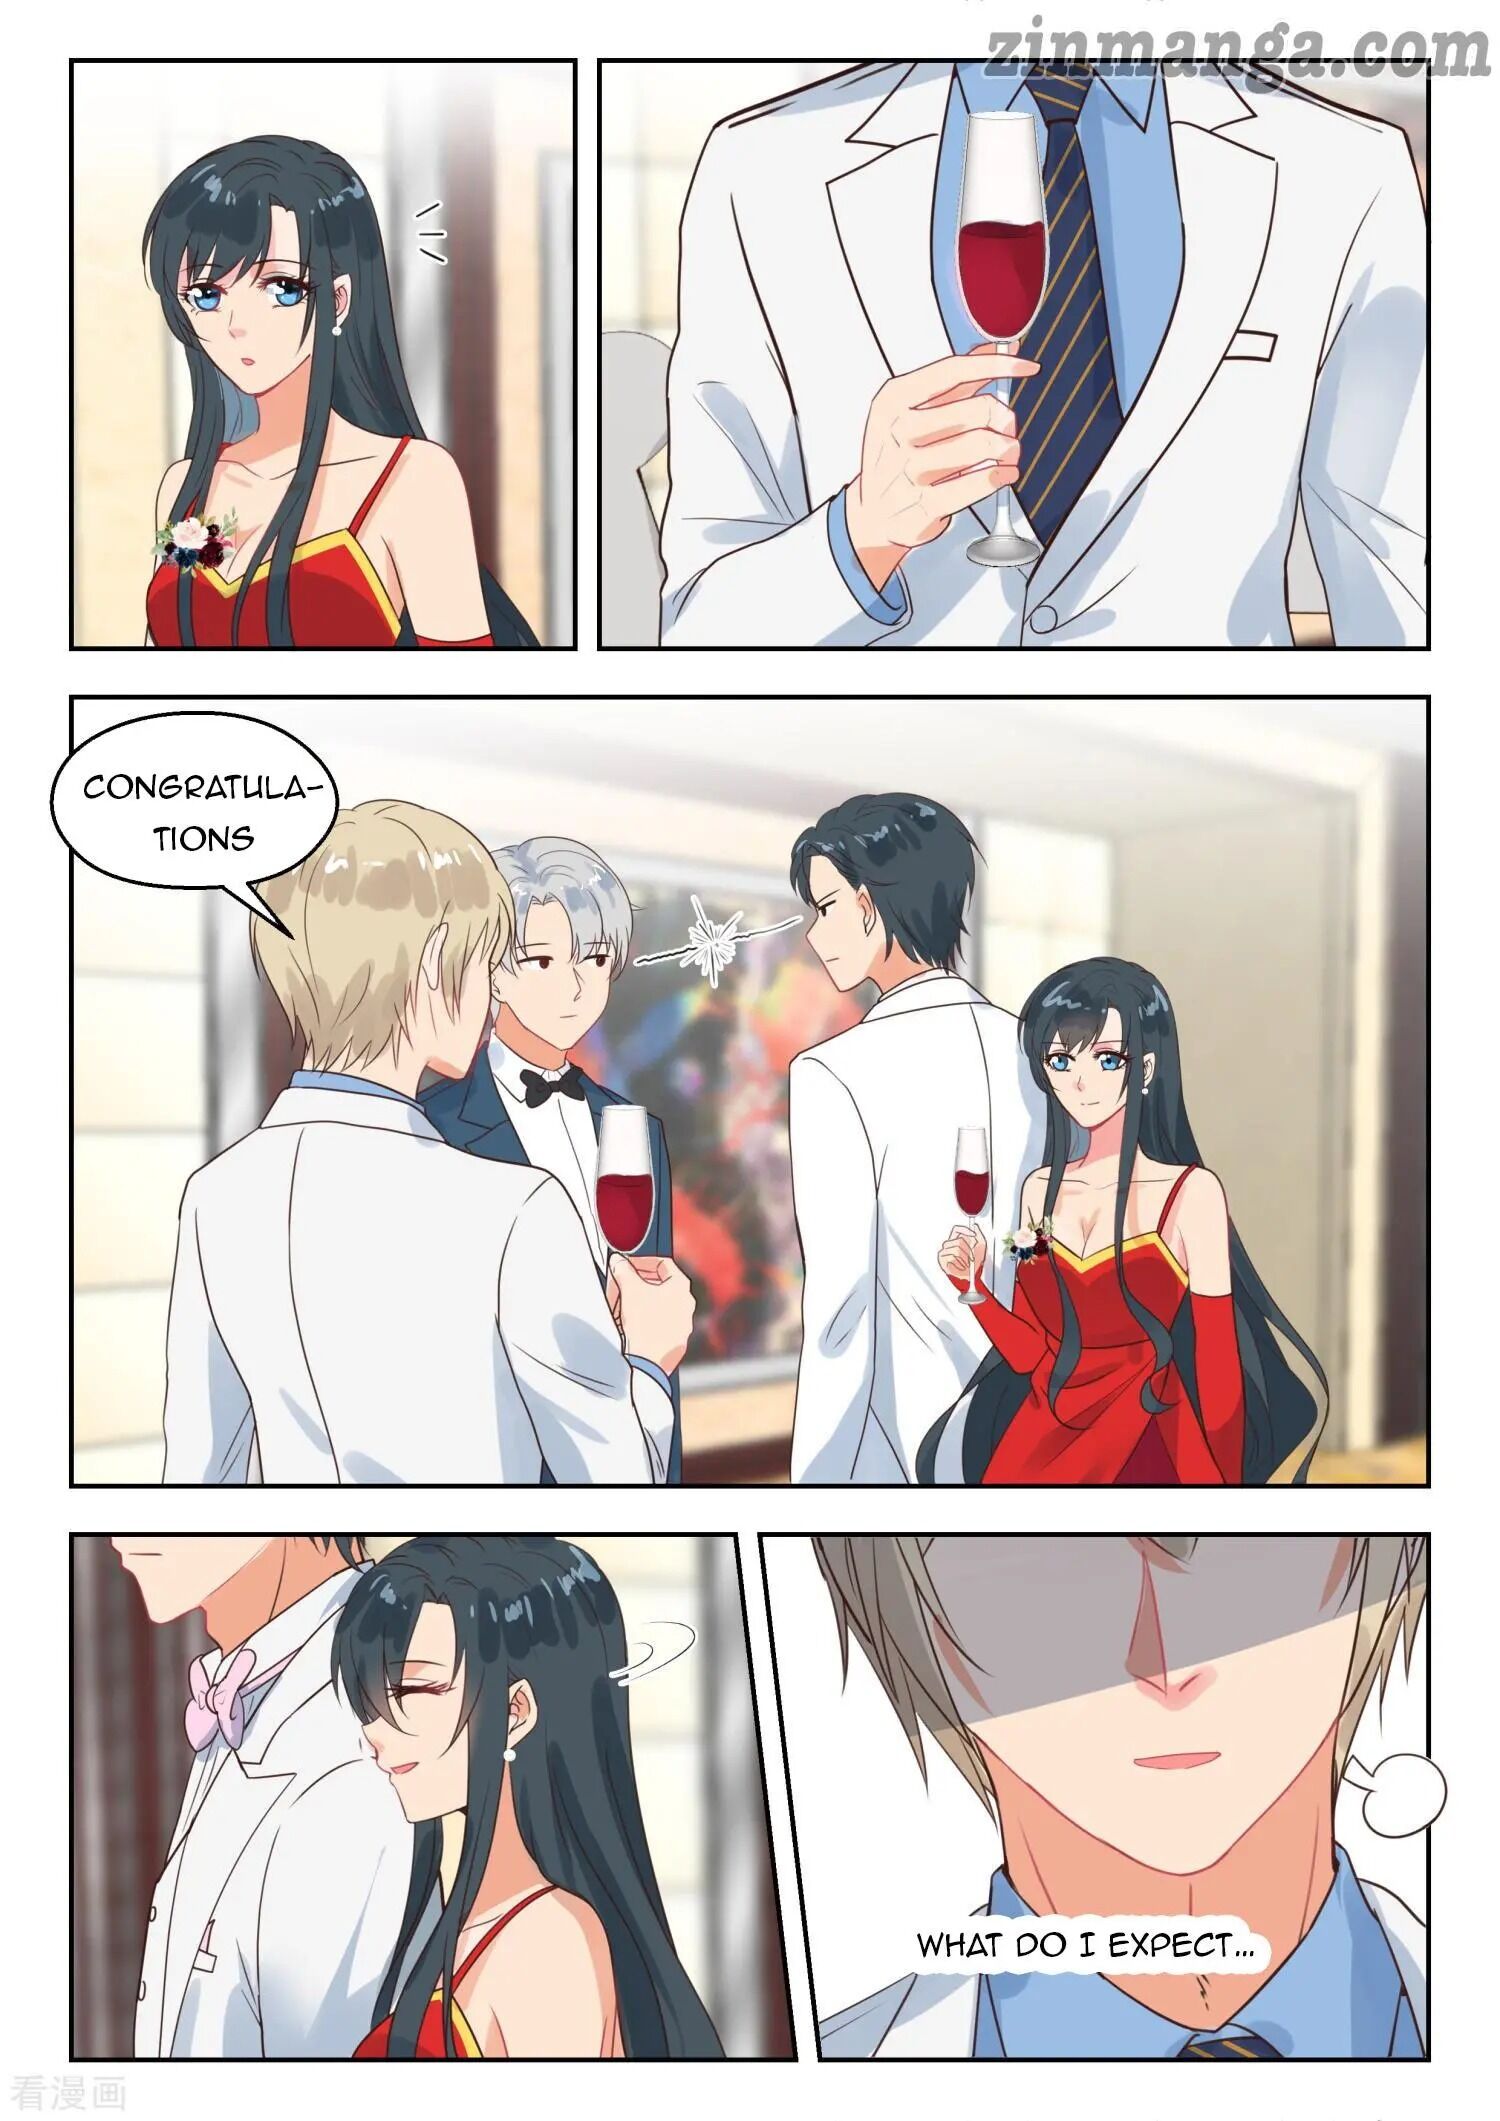 zinmanga.com
CONGRATULA-
TIONS
WHAT DO I EXPECT...
看漫画